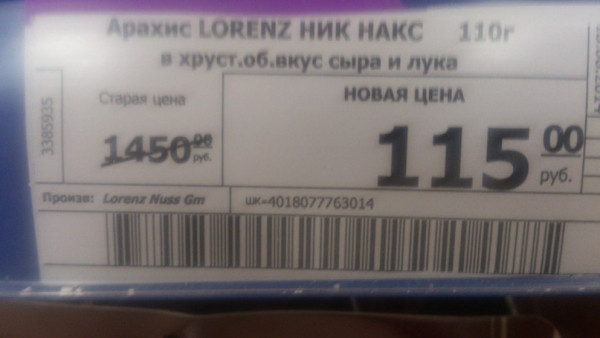 Арахис LORENZ НИК НАКС 110г
в хруст.об.вкус сыра и лука
Старая цена
1450 00 руб.
НОВАЯ ЦЕНА
115 00 руб.
3385935
Произв: Lorenz Nuss Gm
шк=4018077763014